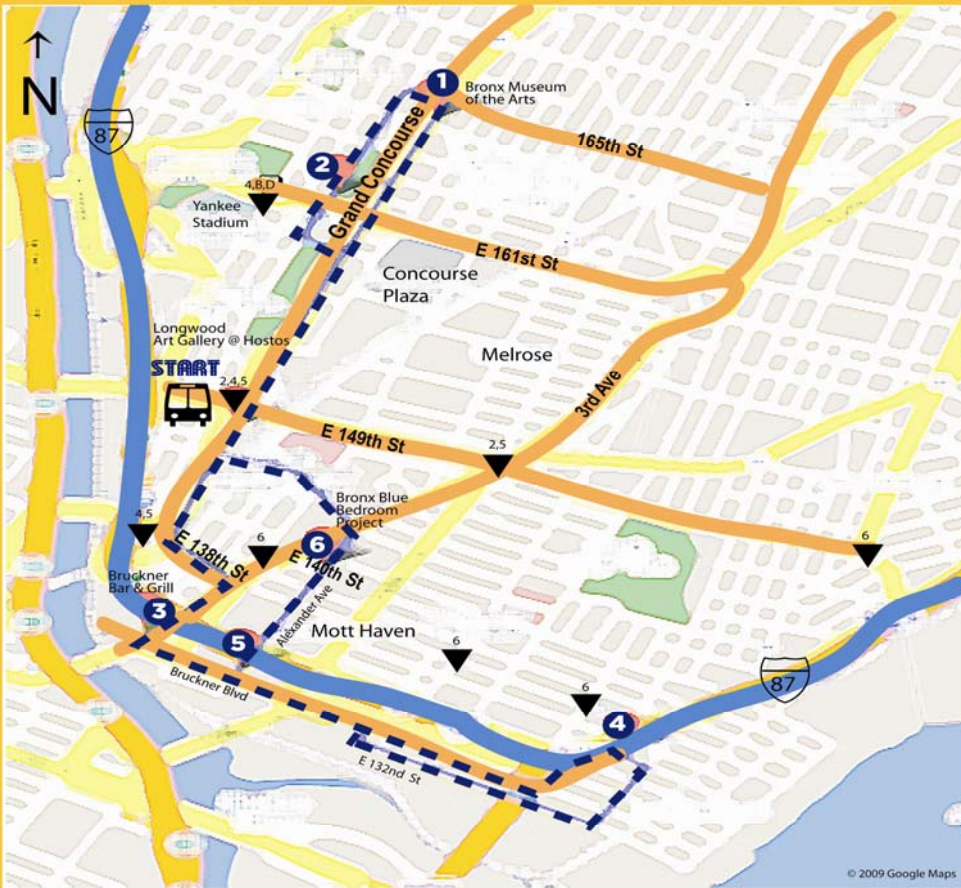 N
87
1
Bronx Museum
of the Arts
165th St
2
4,B,D
Grand Concourse
Yankee
Stadium
E 161st St
Concourse
Plaza
Longwood
Art Gallery @ Hostos
START
Melrose
2,4,5
3rd Ave
E 149th St
2,5
Bronx Blue
Bedroom
Project
4,5
6
6
6
E 138th St
E 140th St
Bruckner
Bar & Grill
3
Alexander Ave
Mott Haven
5
6
Bruckner Blvd
87
6
4
E 132nd St
© 2009 Google Maps